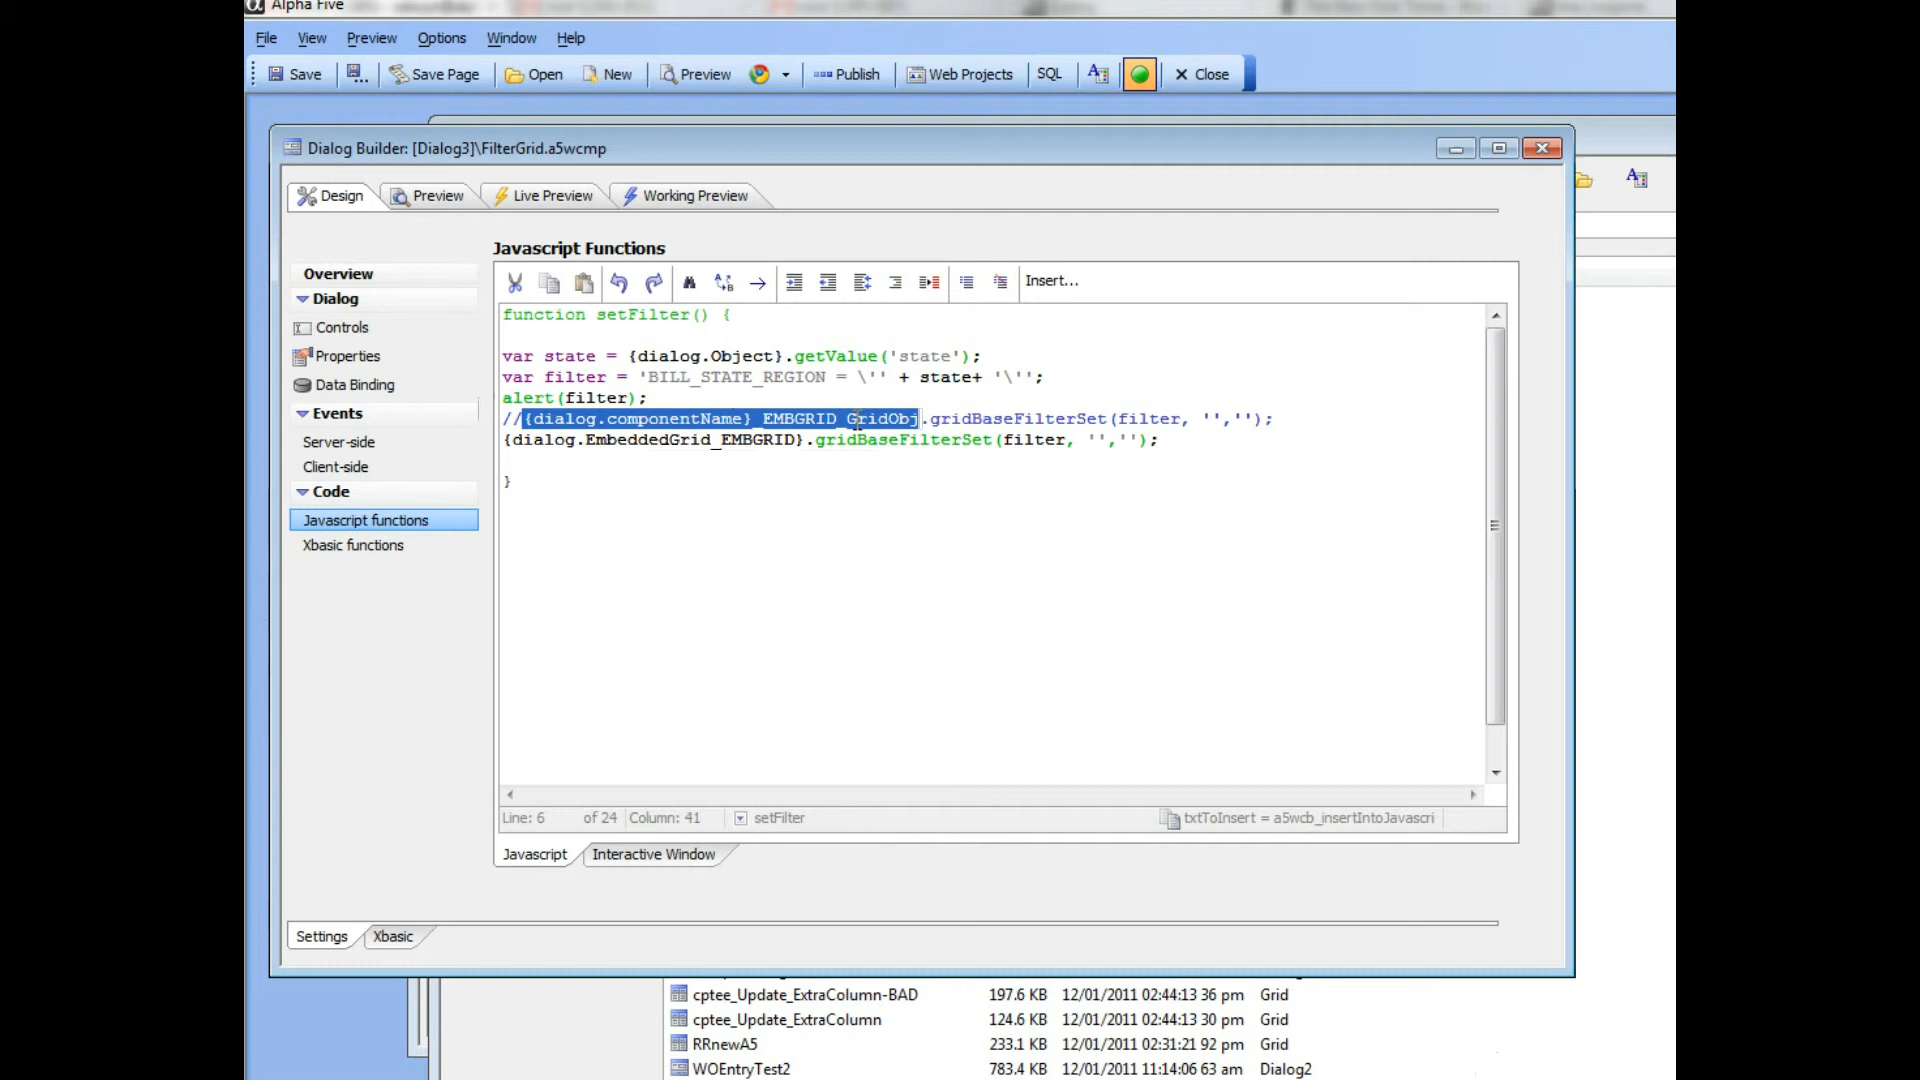 Alpha Five
File View Preview Options Window Help
Save Save Page Open New Preview Publish Web Projects SQL Close
Dialog Builder: [Dialog3]\FilterGrid.a5wcmp
Design Preview Live Preview Working Preview
Javascript Functions
Overview
Dialog
Controls
Properties
Data Binding
Events
Server-side
Client-side
Code
Javascript functions
Xbasic functions
Insert...
function setFilter() {
var state = {dialog.Object}.getValue('state');
var filter = 'BILL_STATE_REGION = \'' + state+ '\'';
alert(filter);
//{dialog.componentName}_EMBGRID_GridObj.gridBaseFilterSet(filter, '','');
{dialog.EmbeddedGrid_EMBGRID}.gridBaseFilterSet(filter, '','');
}
Line: 6 of 24 Column: 41 setFilter txtToInsert = a5wcb_insertIntoJavascri
Javascript Interactive Window
Settings Xbasic
cptee_Update_ExtraColumn-BAD 197.6 KB 12/01/2011 02:44:13 36 pm Grid
cptee_Update_ExtraColumn 124.6 KB 12/01/2011 02:44:13 30 pm Grid
RRnewA5 233.1 KB 12/01/2011 02:31:21 92 pm Grid
WOEntryTest2 783.4 KB 12/01/2011 11:14:06 63 am Dialog2